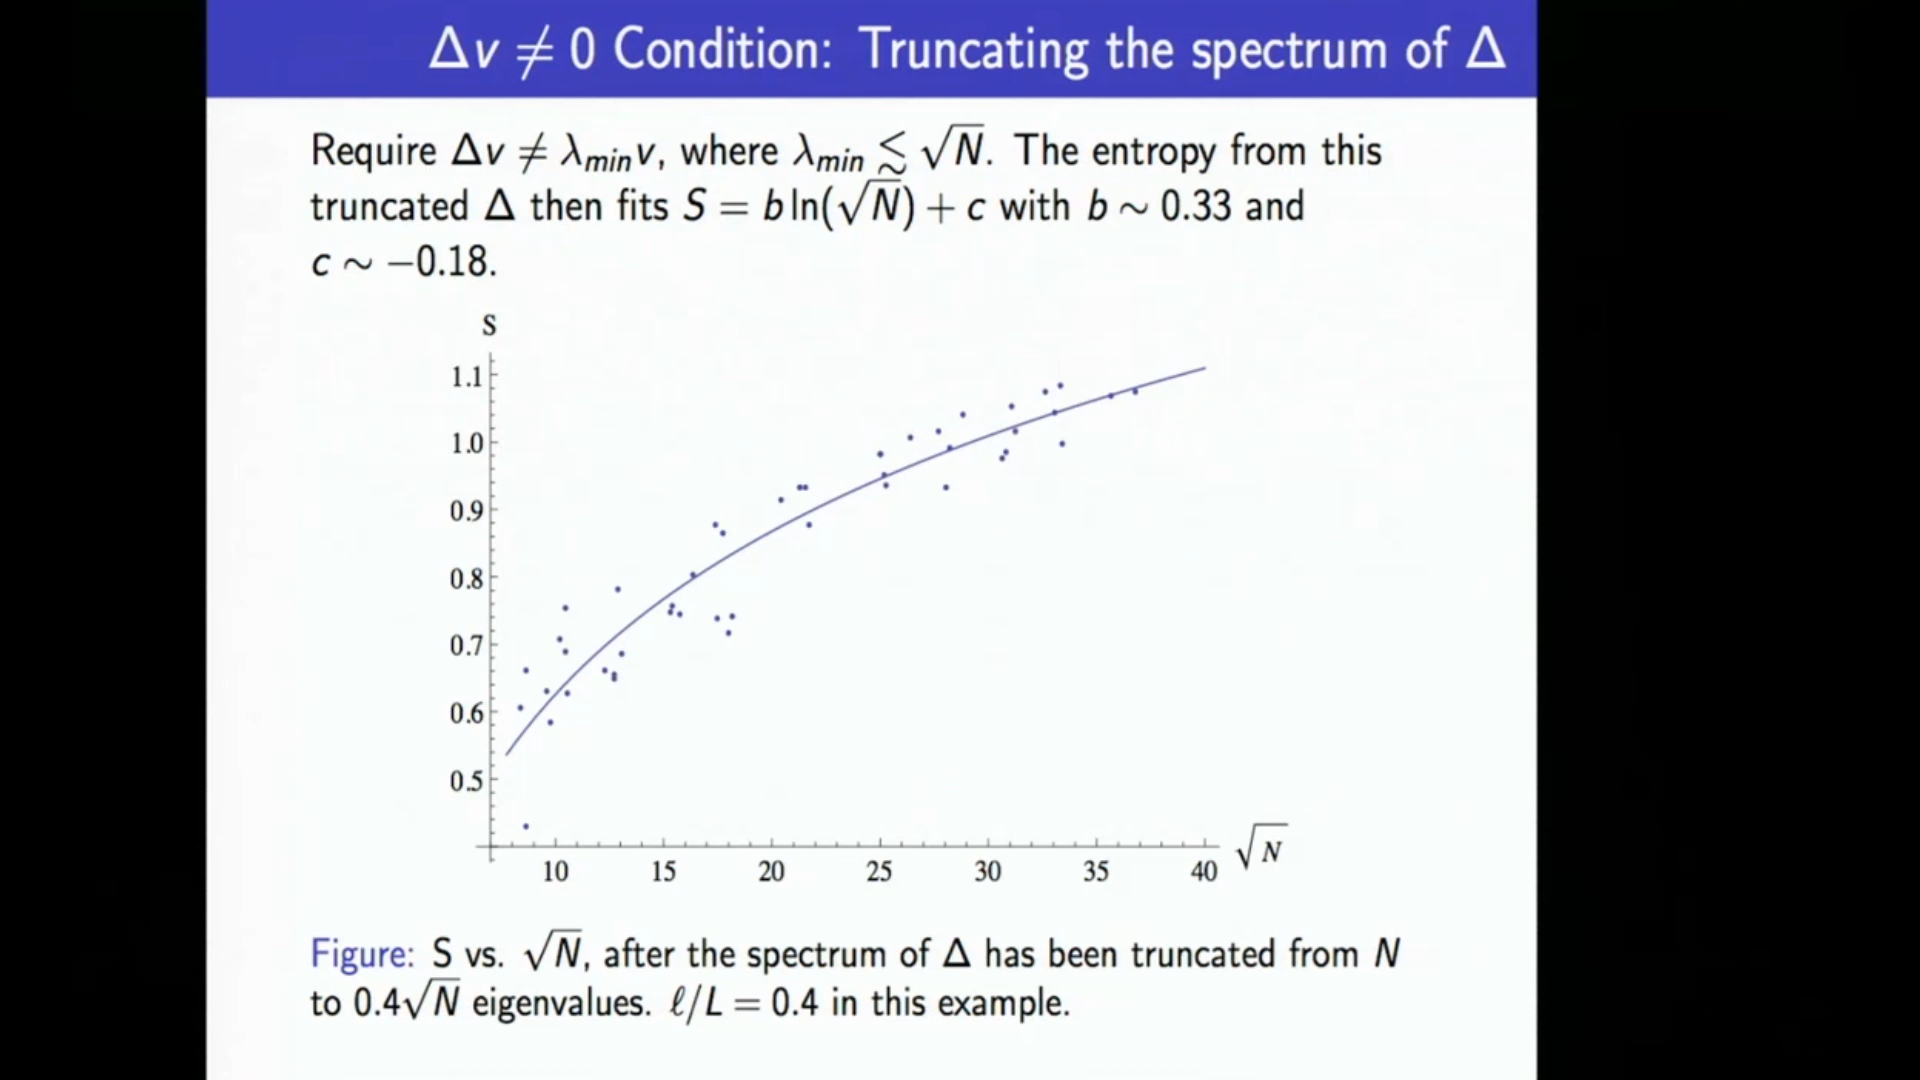 Δv ≠ 0 Condition: Truncating the spectrum of Δ
Require Δv ≠ λ_min v, where λ_min ≲ √N. The entropy from this
truncated Δ then fits S = b ln(√N) + c with b ∼ 0.33 and
c ∼ −0.18.
S
1.1
1.0
0.9
0.8
0.7
0.6
0.5
10 15 20 25 30 35 40 √N
Figure: S vs. √N, after the spectrum of Δ has been truncated from N
to 0.4√N eigenvalues. ℓ/L = 0.4 in this example.